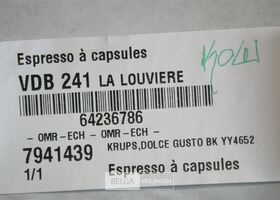 Espresso à capsules
VDB 241 LA LOUVIERE
64236786
- OMR-ECH - OMR-ECH -
7941439 KRUPS,DOLCE GUSTO BK YY4652
1/1 Espresso à capsules
BELGA